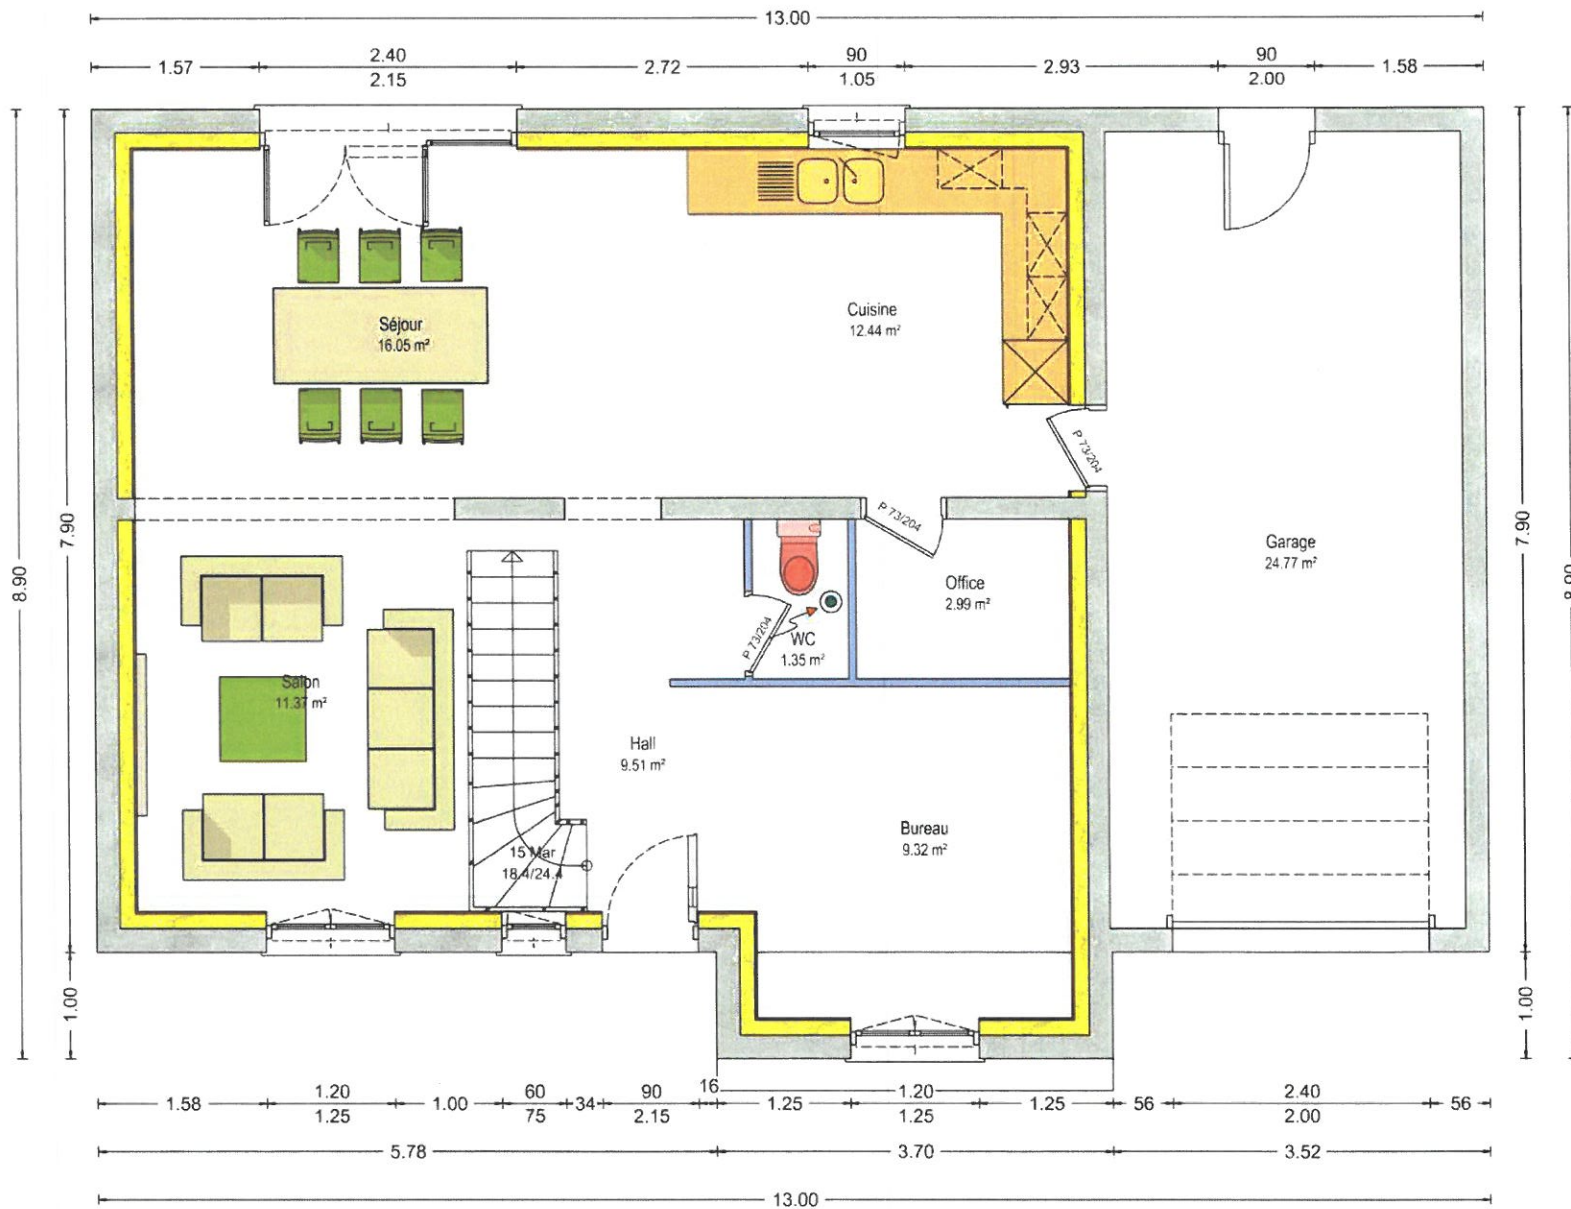 13.00
1.57
2.40
2.15
2.72
90
1.05
2.93
90
2.00
1.58
8.90
7.90
1.00
7.90
1.00
Séjour
16.05 m²
Cuisine
12.44 m²
P 73/204
P 73/204
Garage
24.77 m²
Office
2.99 m²
P 73/204
WC
1.35 m²
Salon
11.37 m²
Hall
9.51 m²
Bureau
9.32 m²
15 Mar
18.4/24.4
1.58
1.20
1.25
1.00
60
75
34
90
2.15
16
1.25
1.20
1.25
1.25
56
2.40
2.00
56
5.78
3.70
3.52
13.00